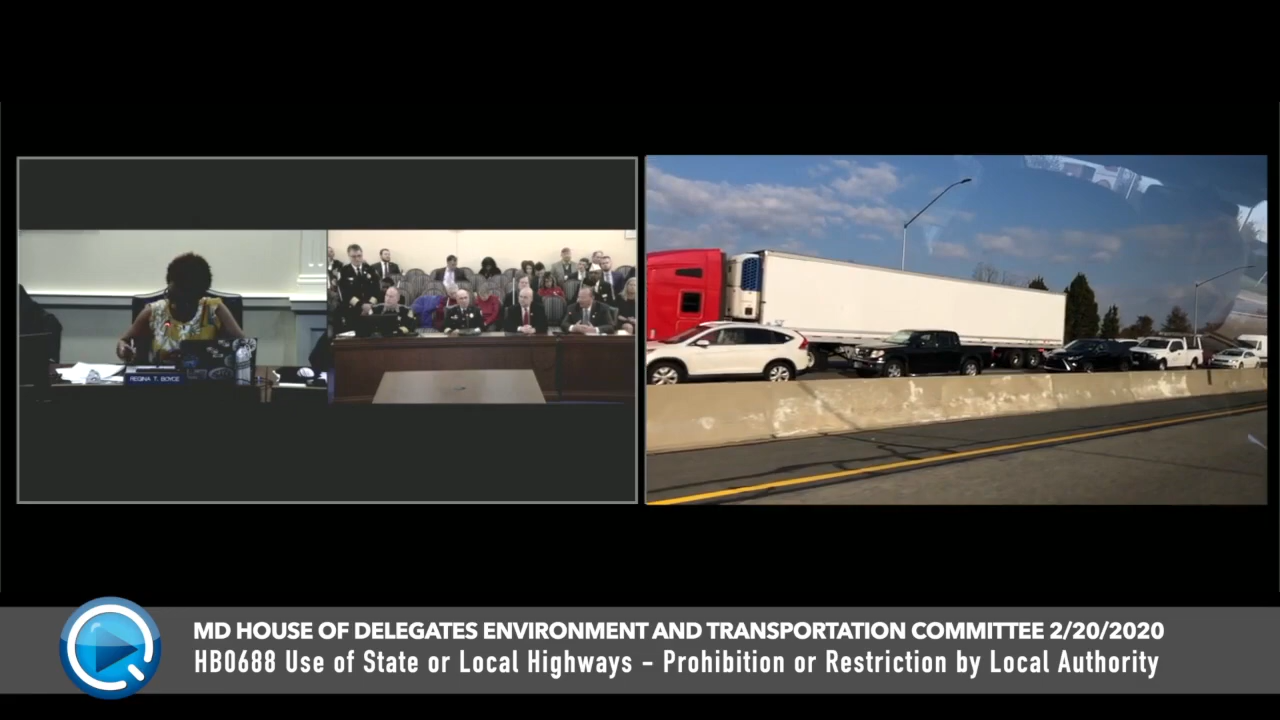 REGINA T. BOYCE
MD HOUSE OF DELEGATES ENVIRONMENT AND TRANSPORTATION COMMITTEE 2/20/2020
HB0688 Use of State or Local Highways - Prohibition or Restriction by Local Authority